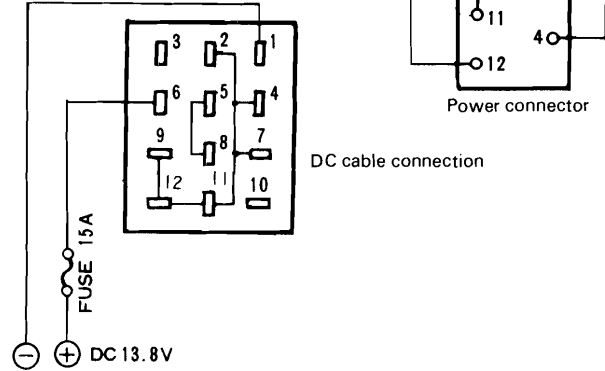 3 2 1
6 5 4
9 8 7
12 11 10
DC cable connection
FUSE 15A
− + DC 13.8V
11
4
12
Power connector